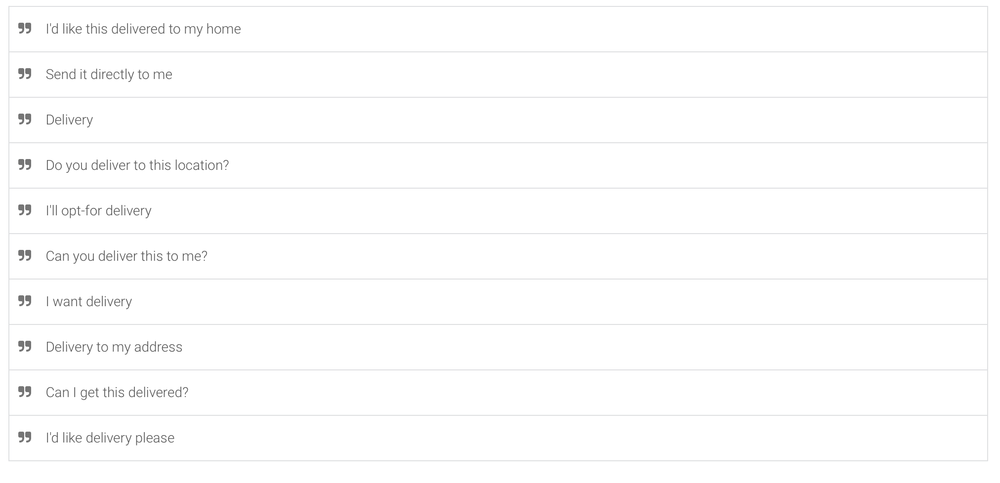 I'd like this delivered to my home
Send it directly to me
Delivery
Do you deliver to this location?
I'll opt-for delivery
Can you deliver this to me?
I want delivery
Delivery to my address
Can I get this delivered?
I'd like delivery please